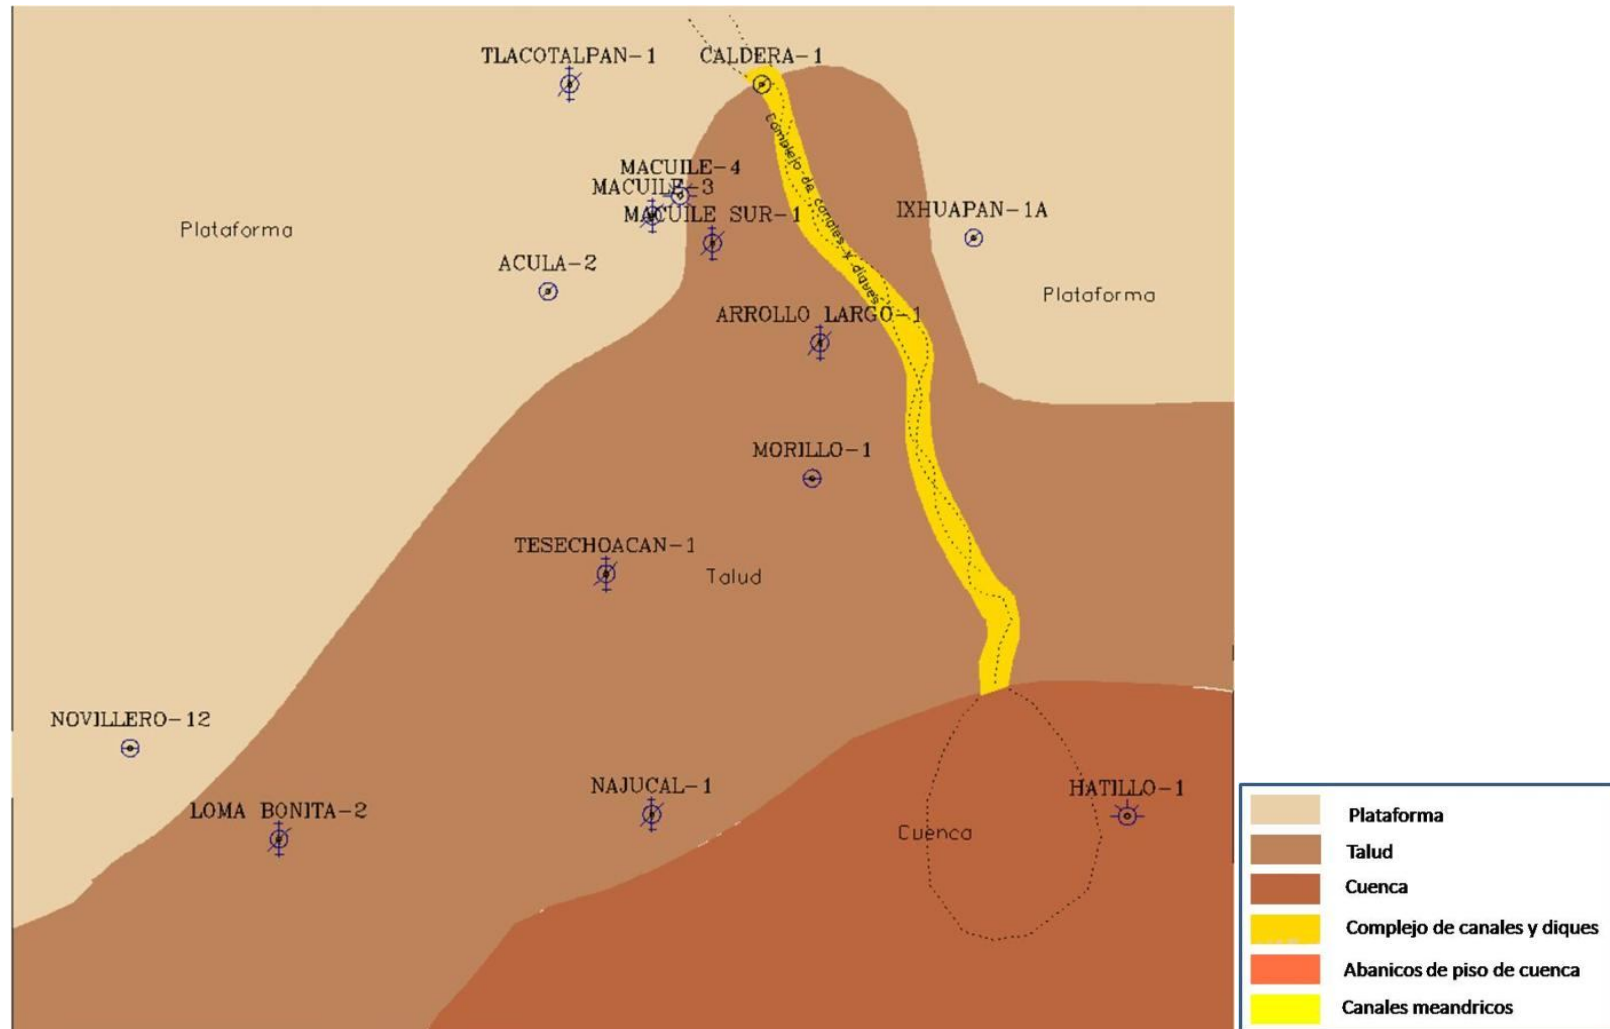 TLACOTALPAN-1
CALDERA-1
Complejo de canales y diques
MACUILE-4
MACUILE-3
MACUILE SUR-1
IXHUAPAN-1A
Plataforma
ACULA-2
Plataforma
ARROLLO LARGO-1
MORILLO-1
TESECHOACAN-1
Talud
NOVILLERO-12
NAJUCAL-1
HATILLO-1
LOMA BONITA-2
Cuenca
Plataforma
Talud
Cuenca
Complejo de canales y diques
Abanicos de piso de cuenca
Canales meandricos